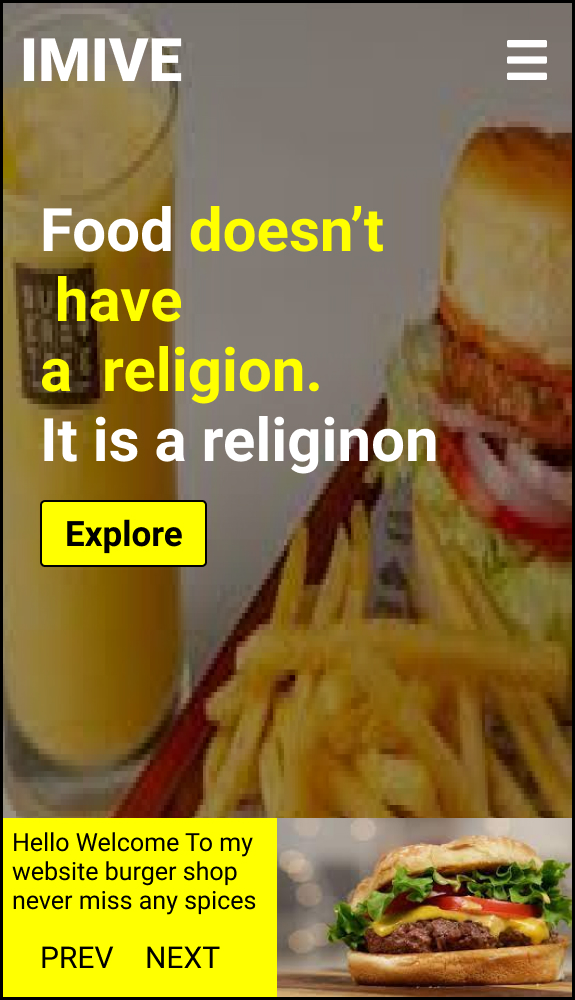 IMIVE
Food doesn’t
have
a religion.
It is a religinon
Explore
Hello Welcome To my
website burger shop
never miss any spices
PREV NEXT